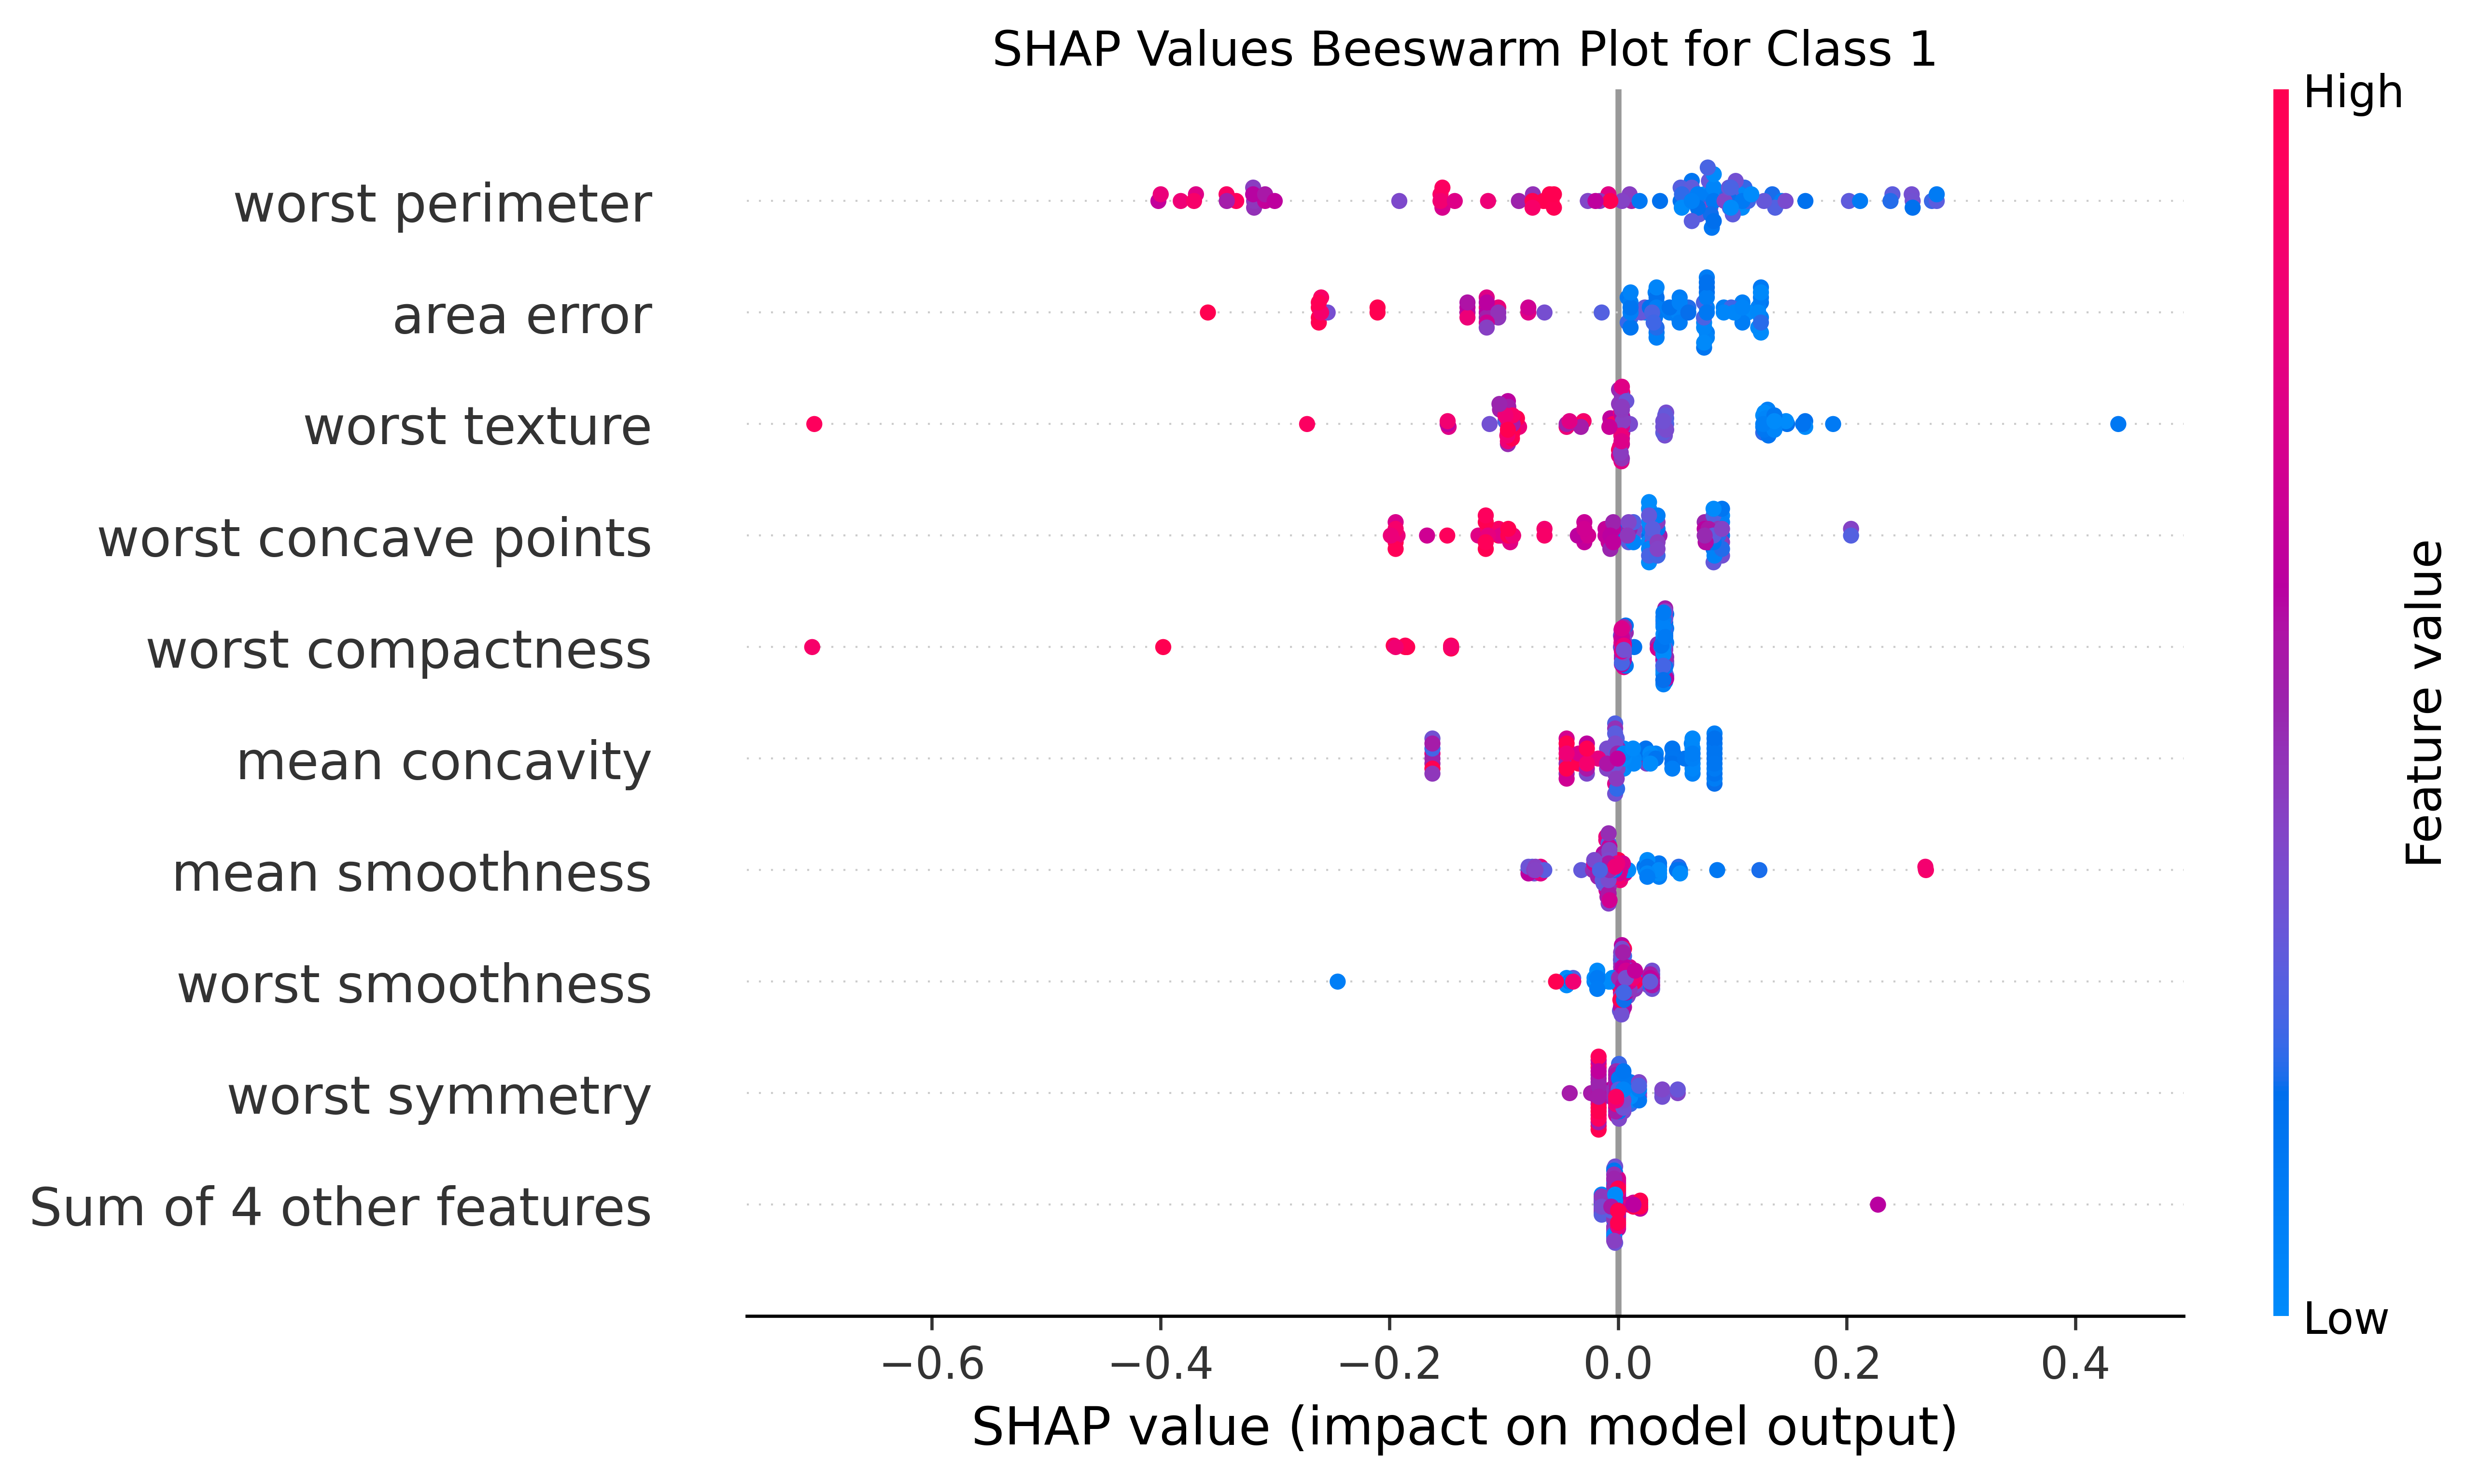 SHAP Values Beeswarm Plot for Class 1
High
worst perimeter
area error
worst texture
worst concave points
worst compactness
mean concavity
mean smoothness
worst smoothness
worst symmetry
Sum of 4 other features
Feature value
Low
−0.6 −0.4 −0.2 0.0 0.2 0.4
SHAP value (impact on model output)